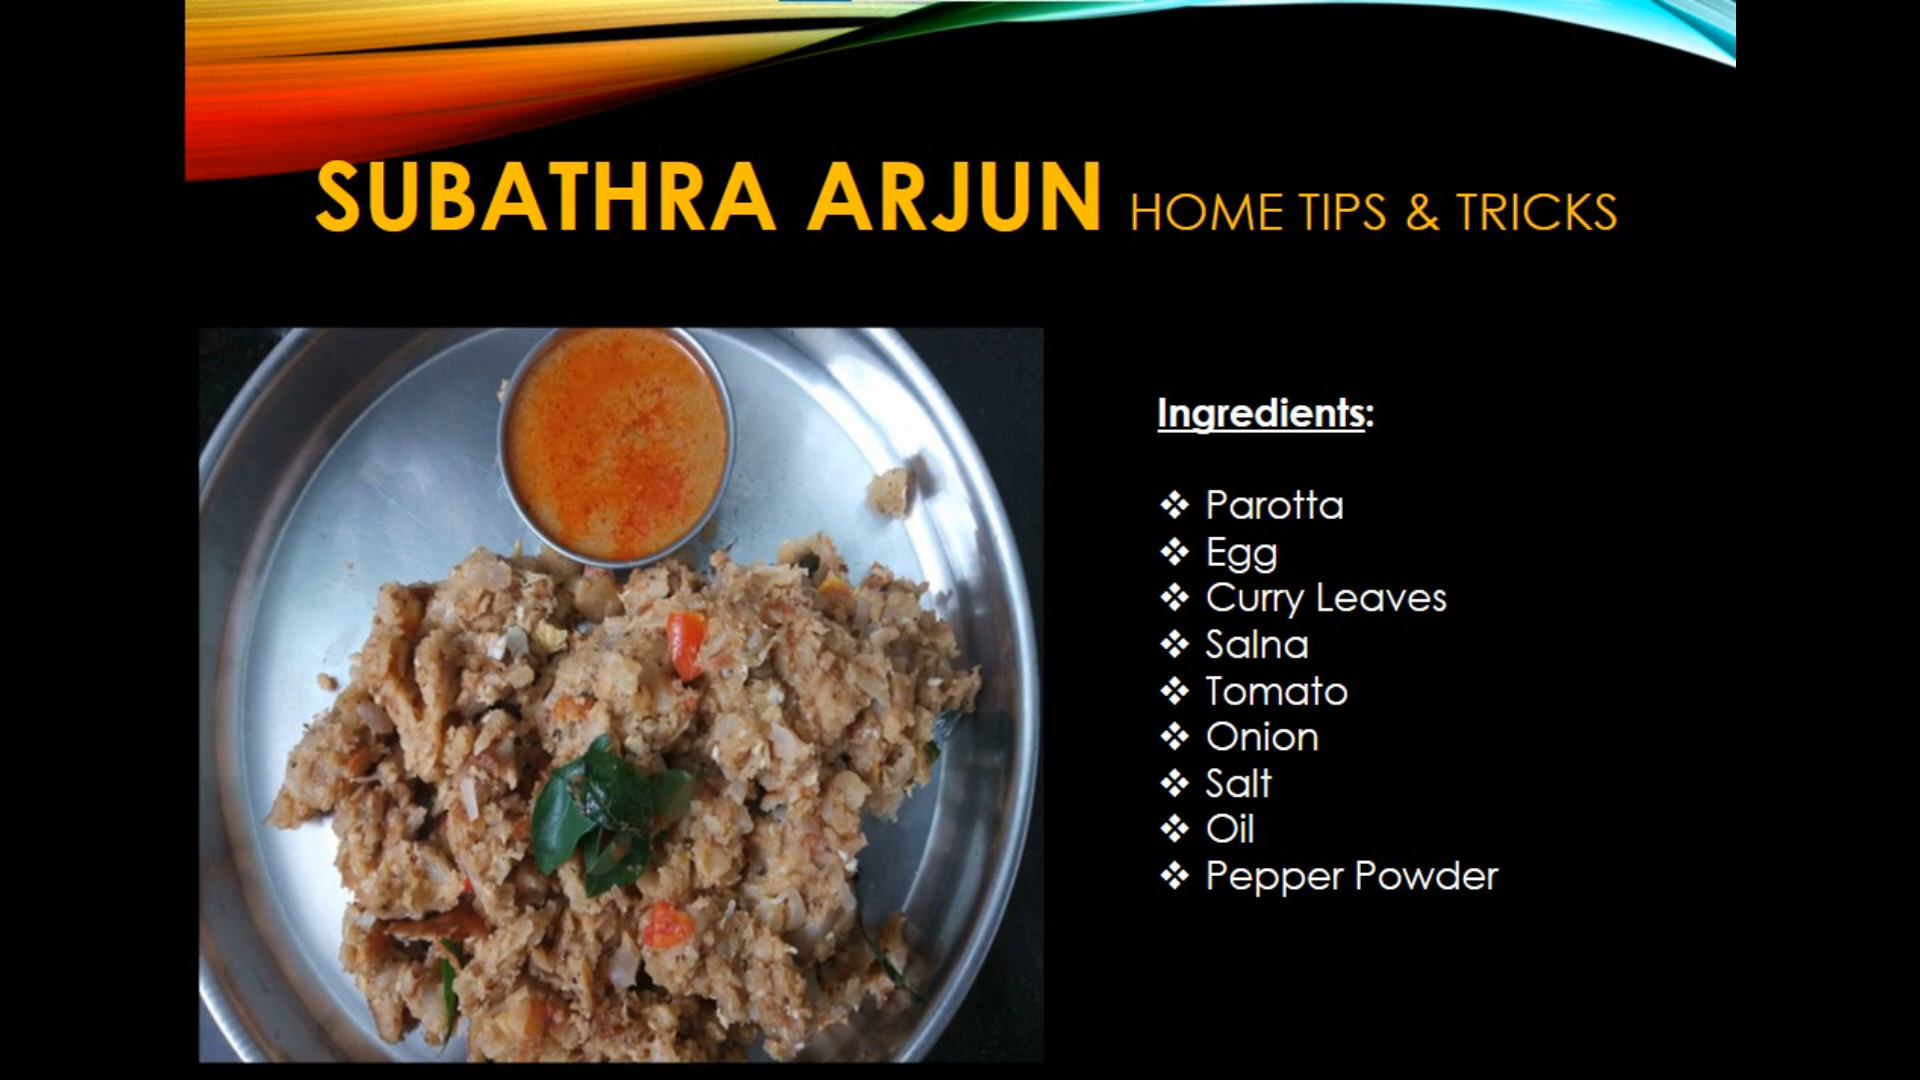 SUBATHRA ARJUN HOME TIPS & TRICKS
Ingredients:
❖ Parotta
❖ Egg
❖ Curry Leaves
❖ Salna
❖ Tomato
❖ Onion
❖ Salt
❖ Oil
❖ Pepper Powder